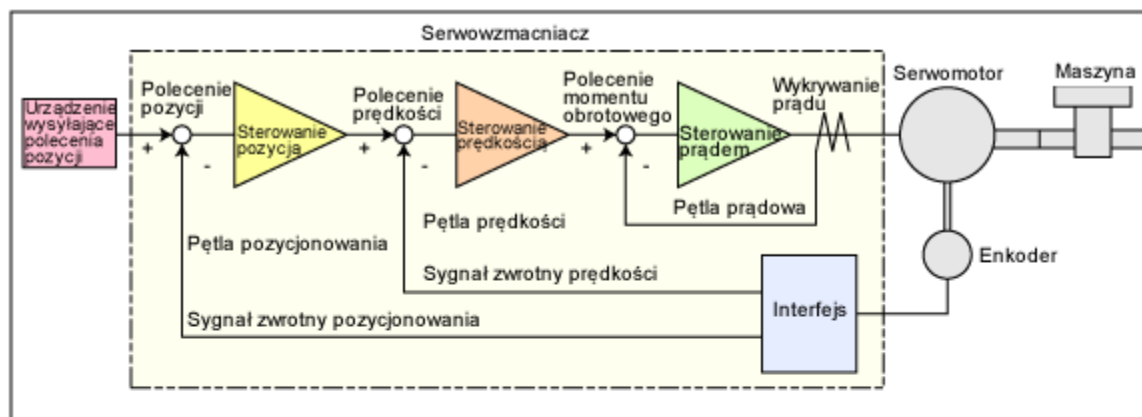 Serwowzmacniacz
Urządzenie
wysyłające
polecenia
pozycji
Polecenie
pozycji
+
-
Sterowanie
pozycją
Polecenie
prędkości
+
-
Sterowanie
prędkością
Polecenie
momentu
obrotowego
+
-
Sterowanie
prądem
Wykrywanie
prądu
Serwomotor
Maszyna
Pętla prądowa
Pętla prędkości
Pętla pozycjonowania
Enkoder
Sygnał zwrotny prędkości
Interfejs
Sygnał zwrotny pozycjonowania